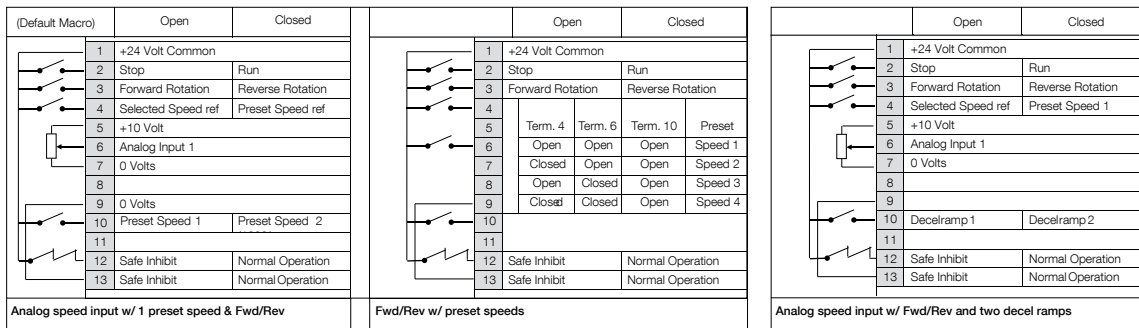 (Default Macro) Open Closed
1 +24 Volt Common
2 Stop Run
3 Forward Rotation Reverse Rotation
4 Selected Speed ref Preset Speed ref
5 +10 Volt
6 Analog Input 1
7 0 Volts
8
9 0 Volts
10 Preset Speed 1 Preset Speed 2
11
12 Safe Inhibit Normal Operation
13 Safe Inhibit Normal Operation
Analog speed input w/ 1 preset speed & Fwd/Rev
Open Closed
1 +24 Volt Common
2 Stop Run
3 Forward Rotation Reverse Rotation
4
5 Term. 4 Term. 6 Term. 10 Preset
6 Open Open Open Speed 1
7 Closed Open Open Speed 2
8 Open Closed Open Speed 3
9 Closed Closed Open Speed 4
10
11
12 Safe Inhibit Normal Operation
13 Safe Inhibit Normal Operation
Fwd/Rev w/ preset speeds
Open Closed
1 +24 Volt Common
2 Stop Run
3 Forward Rotation Reverse Rotation
4 Selected Speed ref Preset Speed 1
5 +10 Volt
6 Analog Input 1
7 0 Volts
8
9
10 Decelramp 1 Decelramp 2
11
12 Safe Inhibit Normal Operation
13 Safe Inhibit Normal Operation
Analog speed input w/ Fwd/Rev and two decel ramps